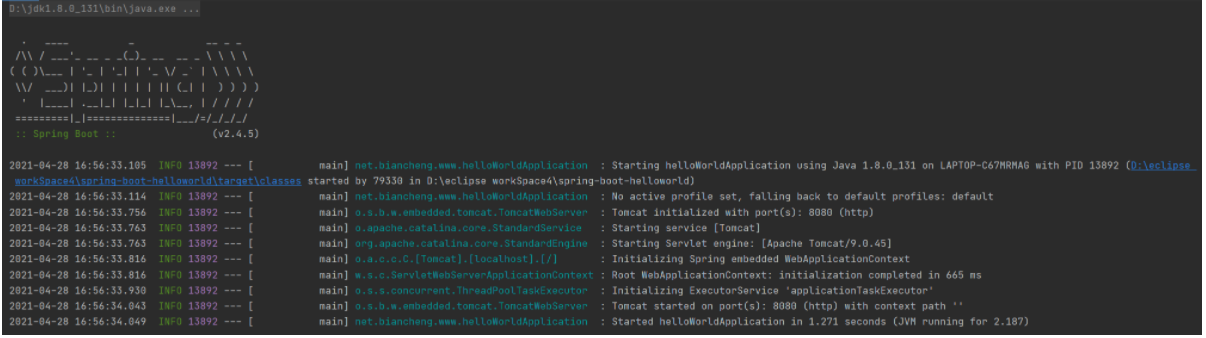 D:\jdk1.8.0_131\bin\java.exe ...
  .   ____          _            __ _ _
 /\\ / ___'_ __ _ _(_)_ __  __ _ \ \ \ \
( ( )\___ | '_ | '_| | '_ \/ _` | \ \ \ \
 \\/  ___)| |_)| | | | | || (_| |  ) ) ) )
  '  |____| .__|_| |_|_| |_\__, | / / / /
 =========|_|==============|___/=/_/_/_/
 :: Spring Boot ::                (v2.4.5)
2021-04-28 16:56:33.105  INFO 13892 --- [           main] net.biancheng.www.helloWorldApplication  : Starting helloWorldApplication using Java 1.8.0_131 on LAPTOP-C67MRMAG with PID 13892 (D:\eclipse
 workSpace4\spring-boot-helloworld\target\classes started by 79330 in D:\eclipse workSpace4\spring-boot-helloworld)
2021-04-28 16:56:33.114  INFO 13892 --- [           main] net.biancheng.www.helloWorldApplication  : No active profile set, falling back to default profiles: default
2021-04-28 16:56:33.756  INFO 13892 --- [           main] o.s.b.w.embedded.tomcat.TomcatWebServer  : Tomcat initialized with port(s): 8080 (http)
2021-04-28 16:56:33.763  INFO 13892 --- [           main] o.apache.catalina.core.StandardService   : Starting service [Tomcat]
2021-04-28 16:56:33.763  INFO 13892 --- [           main] org.apache.catalina.core.StandardEngine  : Starting Servlet engine: [Apache Tomcat/9.0.45]
2021-04-28 16:56:33.816  INFO 13892 --- [           main] o.a.c.c.C.[Tomcat].[localhost].[/]       : Initializing Spring embedded WebApplicationContext
2021-04-28 16:56:33.816  INFO 13892 --- [           main] w.s.c.ServletWebServerApplicationContext : Root WebApplicationContext: initialization completed in 665 ms
2021-04-28 16:56:33.930  INFO 13892 --- [           main] o.s.s.concurrent.ThreadPoolTaskExecutor  : Initializing ExecutorService 'applicationTaskExecutor'
2021-04-28 16:56:34.043  INFO 13892 --- [           main] o.s.b.w.embedded.tomcat.TomcatWebServer  : Tomcat started on port(s): 8080 (http) with context path ''
2021-04-28 16:56:34.049  INFO 13892 --- [           main] net.biancheng.www.helloWorldApplication  : Started helloWorldApplication in 1.271 seconds (JVM running for 2.187)